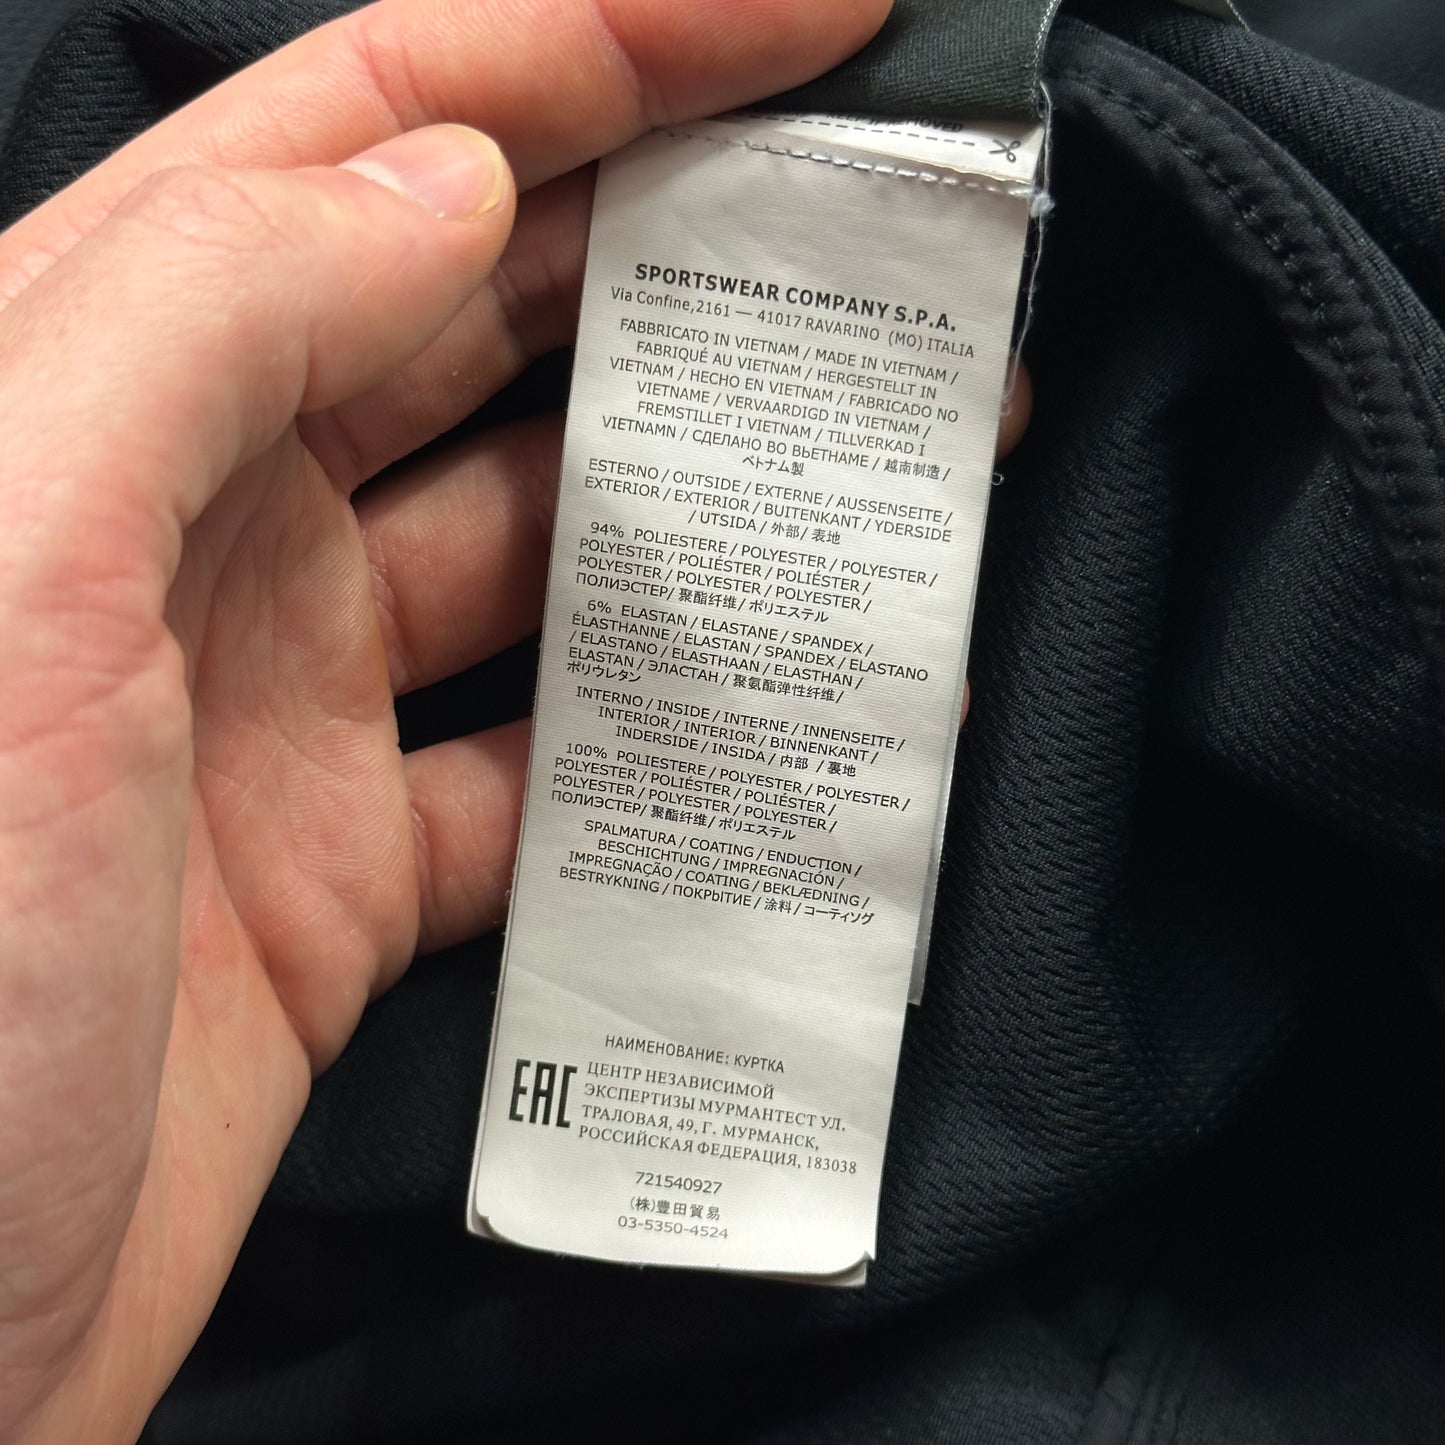 REMOVED
SPORTSWEAR COMPANY S.P.A.
Via Confine,2161 — 41017 RAVARINO (MO) ITALIA
FABBRICATO IN VIETNAM / MADE IN VIETNAM /
FABRIQUÉ AU VIETNAM / HERGESTELLT IN
VIETNAM / HECHO EN VIETNAM / FABRICADO NO
VIETNAME / VERVAARDIGD IN VIETNAM /
FREMSTILLET I VIETNAM / TILLVERKAD I
VIETNAMN / СДЕЛАНО ВО ВЬЕТНАМЕ / 越南制造 /
ベトナム製
ESTERNO / OUTSIDE / EXTERNE / AUSSENSEITE /
EXTERIOR / EXTERIOR / BUITENKANT / YDERSIDE
/ UTSIDA / 外部 / 表地
94% POLIESTERE / POLYESTER / POLYESTER /
POLYESTER / POLIÉSTER / POLIÉSTER /
POLYESTER / POLYESTER / POLYESTER /
ПОЛИЭСТЕР/ 聚酯纤维/ ポリエステル
6% ELASTAN / ELASTANE / SPANDEX /
ÉLASTHANNE / ELASTAN / SPANDEX / ELASTANO
/ ELASTANO / ELASTHAAN / ELASTHAN /
ELASTAN / ЭЛАСТАН / 聚氨酯弹性纤维/
ポリウレタン
INTERNO / INSIDE / INTERNE / INNENSEITE /
INTERIOR / INTERIOR / BINNENKANT /
INDERSIDE / INSIDA / 内部 / 裏地
100% POLIESTERE / POLYESTER / POLYESTER /
POLYESTER / POLIÉSTER / POLIÉSTER /
POLYESTER / POLYESTER / POLYESTER /
ПОЛИЭСТЕР/ 聚酯纤维/ ポリエステル
SPALMATURA / COATING / ENDUCTION /
BESCHICHTUNG / IMPREGNACIÓN /
IMPREGNAÇÃO / COATING / BEKLÆDNING /
BESTRYKNING / ПОКРЫТИЕ / 涂料 / コーティング
НАИМЕНОВАНИЕ: КУРТКА
EAC
ЦЕНТР НЕЗАВИСИМОЙ
ЭКСПЕРТИЗЫ МУРМАНТЕСТ УЛ.
ТРАЛОВАЯ, 49, Г. МУРМАНСК,
РОССИЙСКАЯ ФЕДЕРАЦИЯ, 183038
721540927
(株)豊田貿易
03-5350-4524